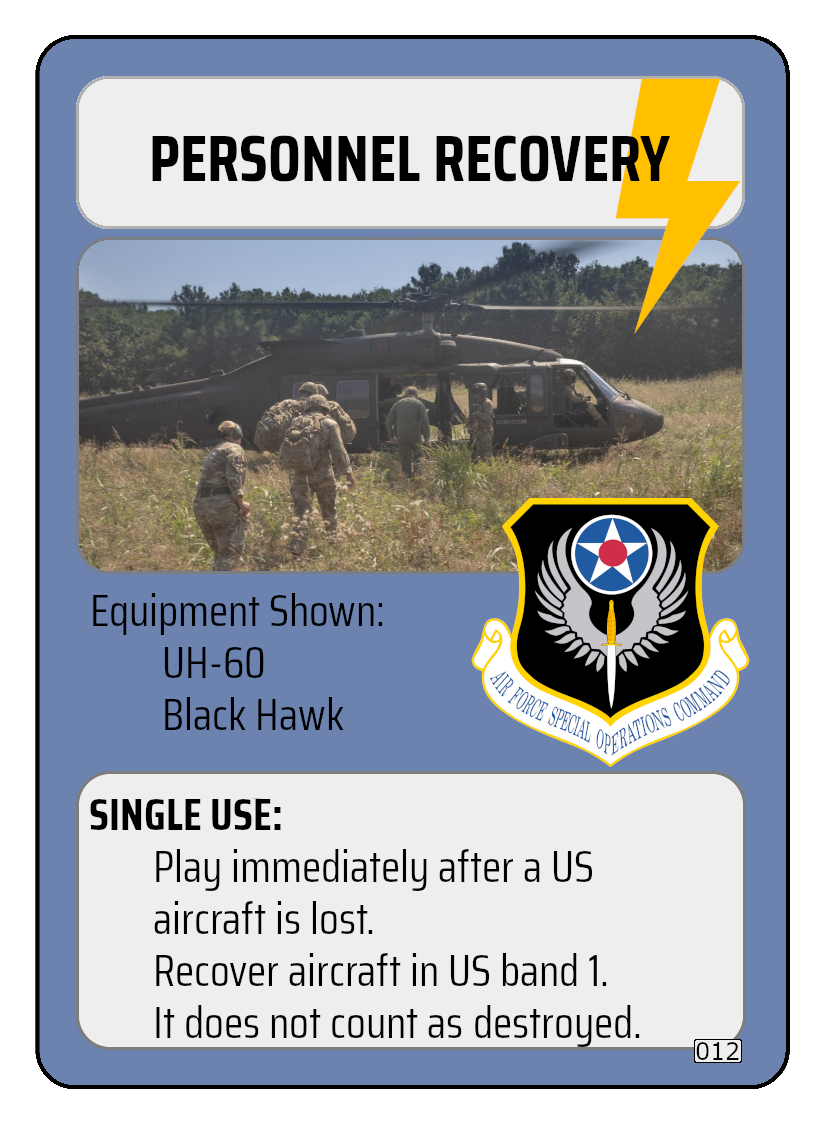 PERSONNEL RECOVERY
Equipment Shown:
UH-60
Black Hawk
AIR FORCE SPECIAL OPERATIONS COMMAND
SINGLE USE:
Play immediately after a US
aircraft is lost.
Recover aircraft in US band 1.
It does not count as destroyed.
012